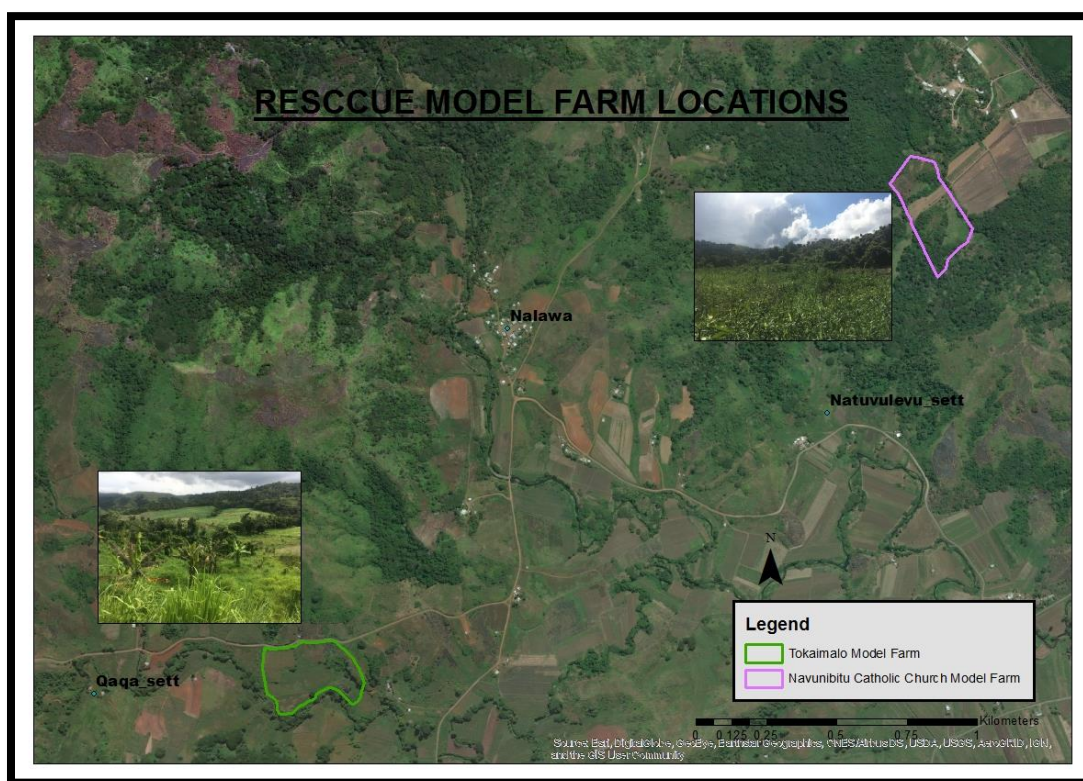 RESCCUE MODEL FARM LOCATIONS
Nalawa
Natuvulevu_sett
Qaqa_sett
N
Legend
Tokaimalo Model Farm
Navunibitu Catholic Church Model Farm
Kilometers
0 0.125 0.25 0.5 0.75 1
Source: Esri, DigitalGlobe, GeoEye, Earthstar Geographics, CNES/Airbus DS, USDA, USGS, AeroGRID, IGN,
and the GIS User Community